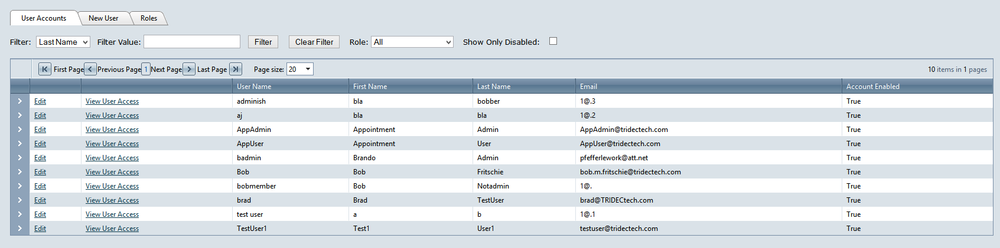 User Accounts New User Roles
Filter: Last Name Filter Value: Filter Clear Filter Role: All Show Only Disabled:
First Page Previous Page 1 Next Page Last Page Page size: 20 10 items in 1 pages
User Name First Name Last Name Email Account Enabled
Edit View User Access adminish bla bobber 1@.3 True
Edit View User Access aj bla bla 1@.2 True
Edit View User Access AppAdmin Appointment Admin AppAdmin@tridectech.com True
Edit View User Access AppUser Appointment User AppUser@tridectech.com True
Edit View User Access badmin Brando Admin pfefferlework@att.net True
Edit View User Access Bob Bob Fritschie bob.m.fritschie@tridectech.com True
Edit View User Access bobmember Bob Notadmin 1@. True
Edit View User Access brad Brad TestUser brad@TRIDECtech.com True
Edit View User Access test user a b 1@.1 True
Edit View User Access TestUser1 Test1 User1 testuser@tridectech.com True